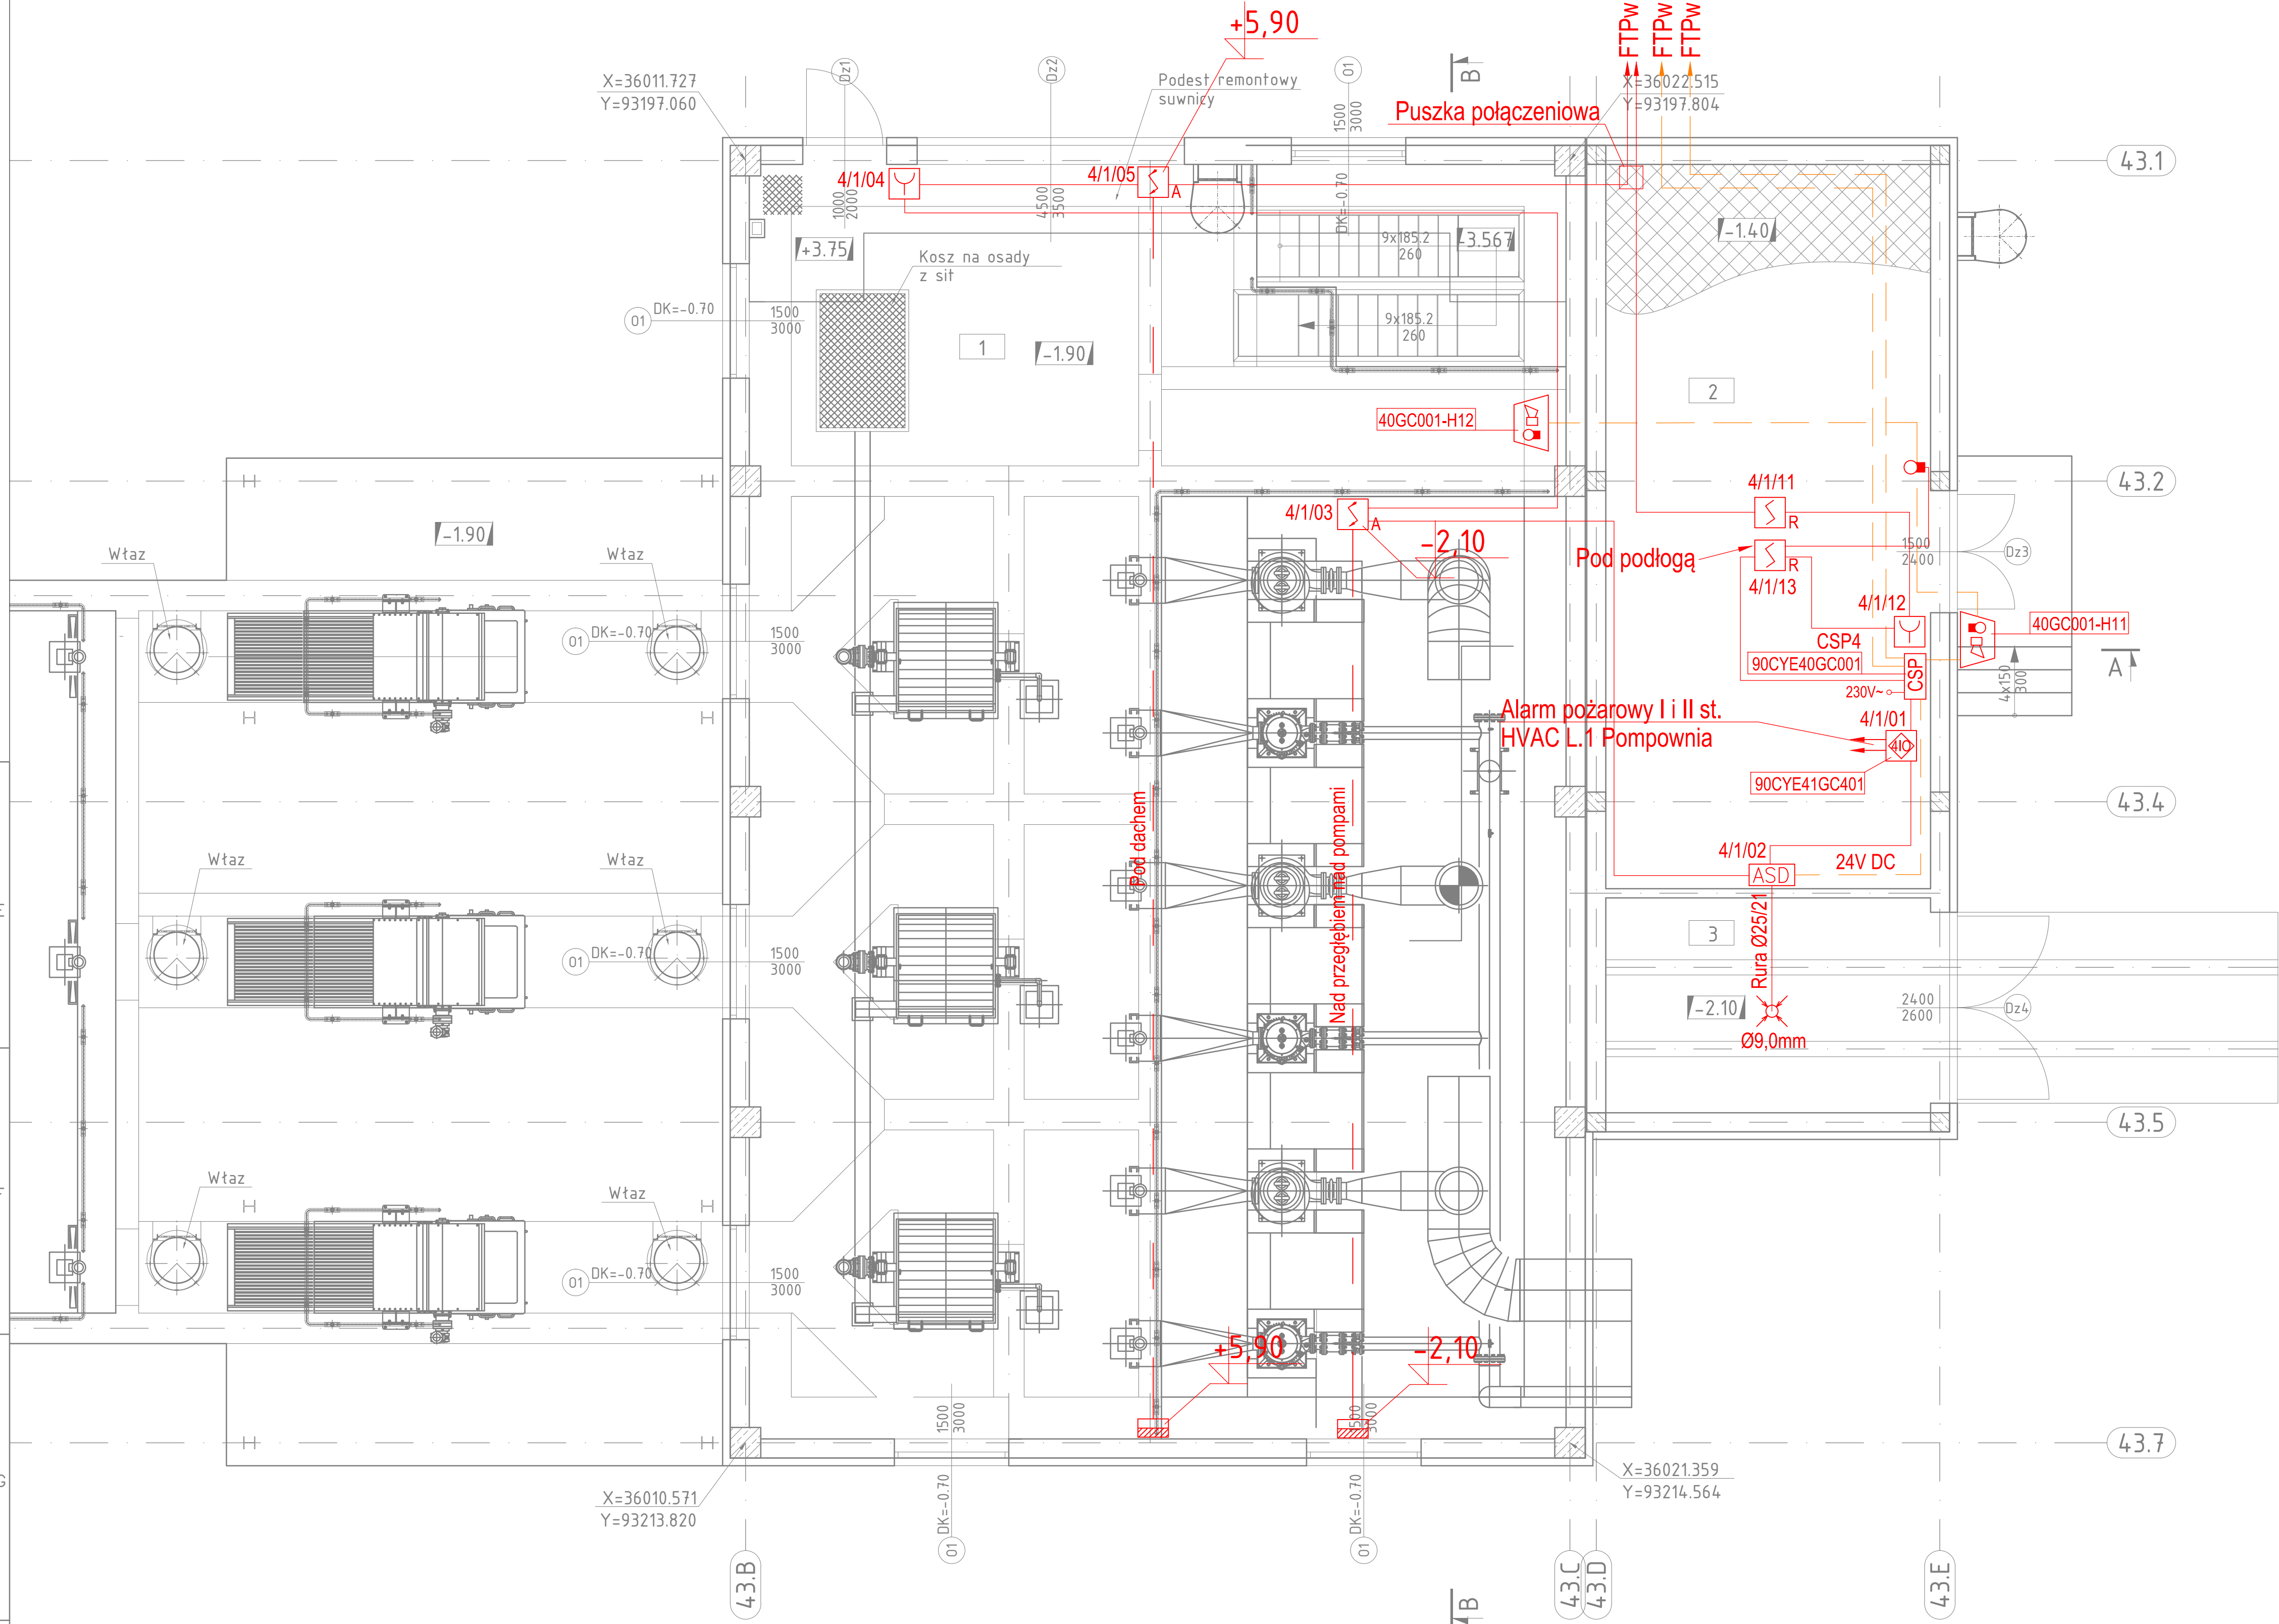 +5,90
FTPw
FTPw
FTPw
X=36011.727
Y=93197.060
Dz1
Dz2
Podest remontowy
suwnicy
01
1500
3000
B
X=36022.515
Y=93197.804
Puszka połączeniowa
43.1
4/1/04
1000
2000
4500
3500
4/1/05
A
DK=-0.70
+3.75
9x185.2
260
-3.567
-1.40
Kosz na osady
z sit
01
DK=-0.70
1500
3000
1
-1.90
9x185.2
260
2
40GC001-H12
43.2
4/1/11
R
4/1/03
A
-2,10
-1.90
Właz
Właz
Pod podłogą
R
4/1/13
1500
2400
Dz3
4/1/12
40GC001-H11
01
DK=-0.70
1500
3000
CSP4
90CYE40GC001
CSP
230V~
4x150
300
A
Alarm pożarowy I i II st.
HVAC L.1 Pompownia
4/1/01
4IO
90CYE41GC401
43.4
Pod dachem
Nad przegłębiem nad pompami
Właz
Właz
4/1/02
ASD
24V DC
Rura Ø25/21
3
01
DK=-0.70
1500
3000
-2.10
Ø9,0mm
2400
2600
Dz4
43.5
Właz
Właz
01
DK=-0.70
1500
3000
+5,90
-2,10
1500
3000
1500
3000
43.7
X=36010.571
Y=93213.820
DK=-0.70
01
DK=-0.70
01
X=36021.359
Y=93214.564
43.B
B
43.C
43.D
43.E